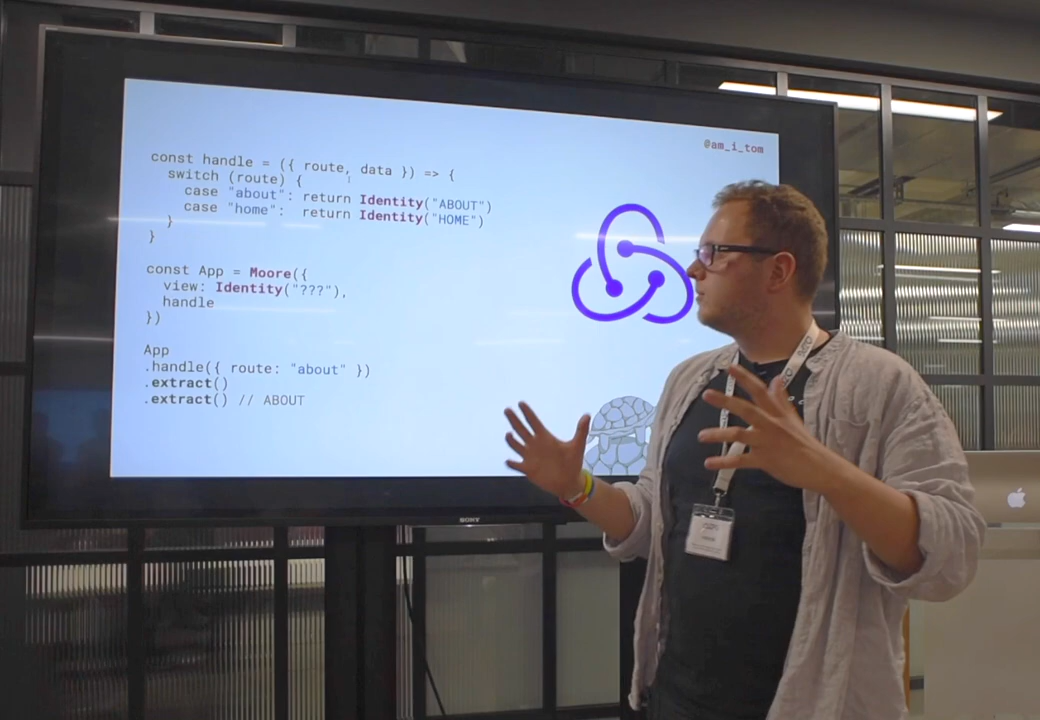 @am_i_tom
const handle = ({ route, data }) => {
  switch (route) {
    case "about": return Identity("ABOUT")
    case "home":  return Identity("HOME")
  }
}
const App = Moore({
  view: Identity("???"),
  handle
})
App
.handle({ route: "about" })
.extract()
.extract() // ABOUT
SONY